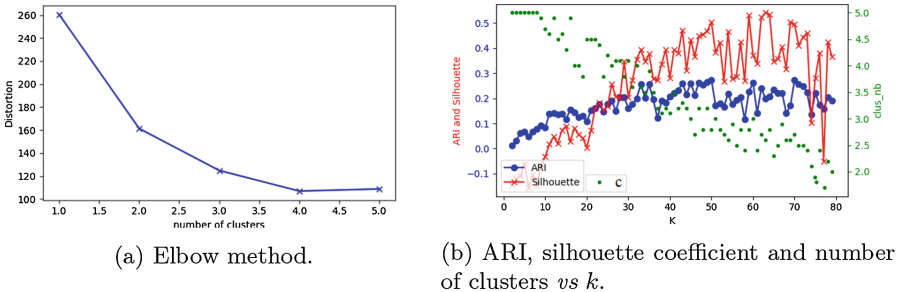 260
240
220
200
180
160
140
120
100
Distortion
1.0 1.5 2.0 2.5 3.0 3.5 4.0 4.5 5.0
number of clusters
(a) Elbow method.
0.5
0.4
0.3
0.2
0.1
0.0
−0.1
ARI and Silhouette
5.0
4.5
4.0
3.5
3.0
2.5
2.0
clus_nb
ARI
Silhouette
C
0 10 20 30 40 50 60 70 80
K
(b) ARI, silhouette coefficient and number
of clusters vs k.